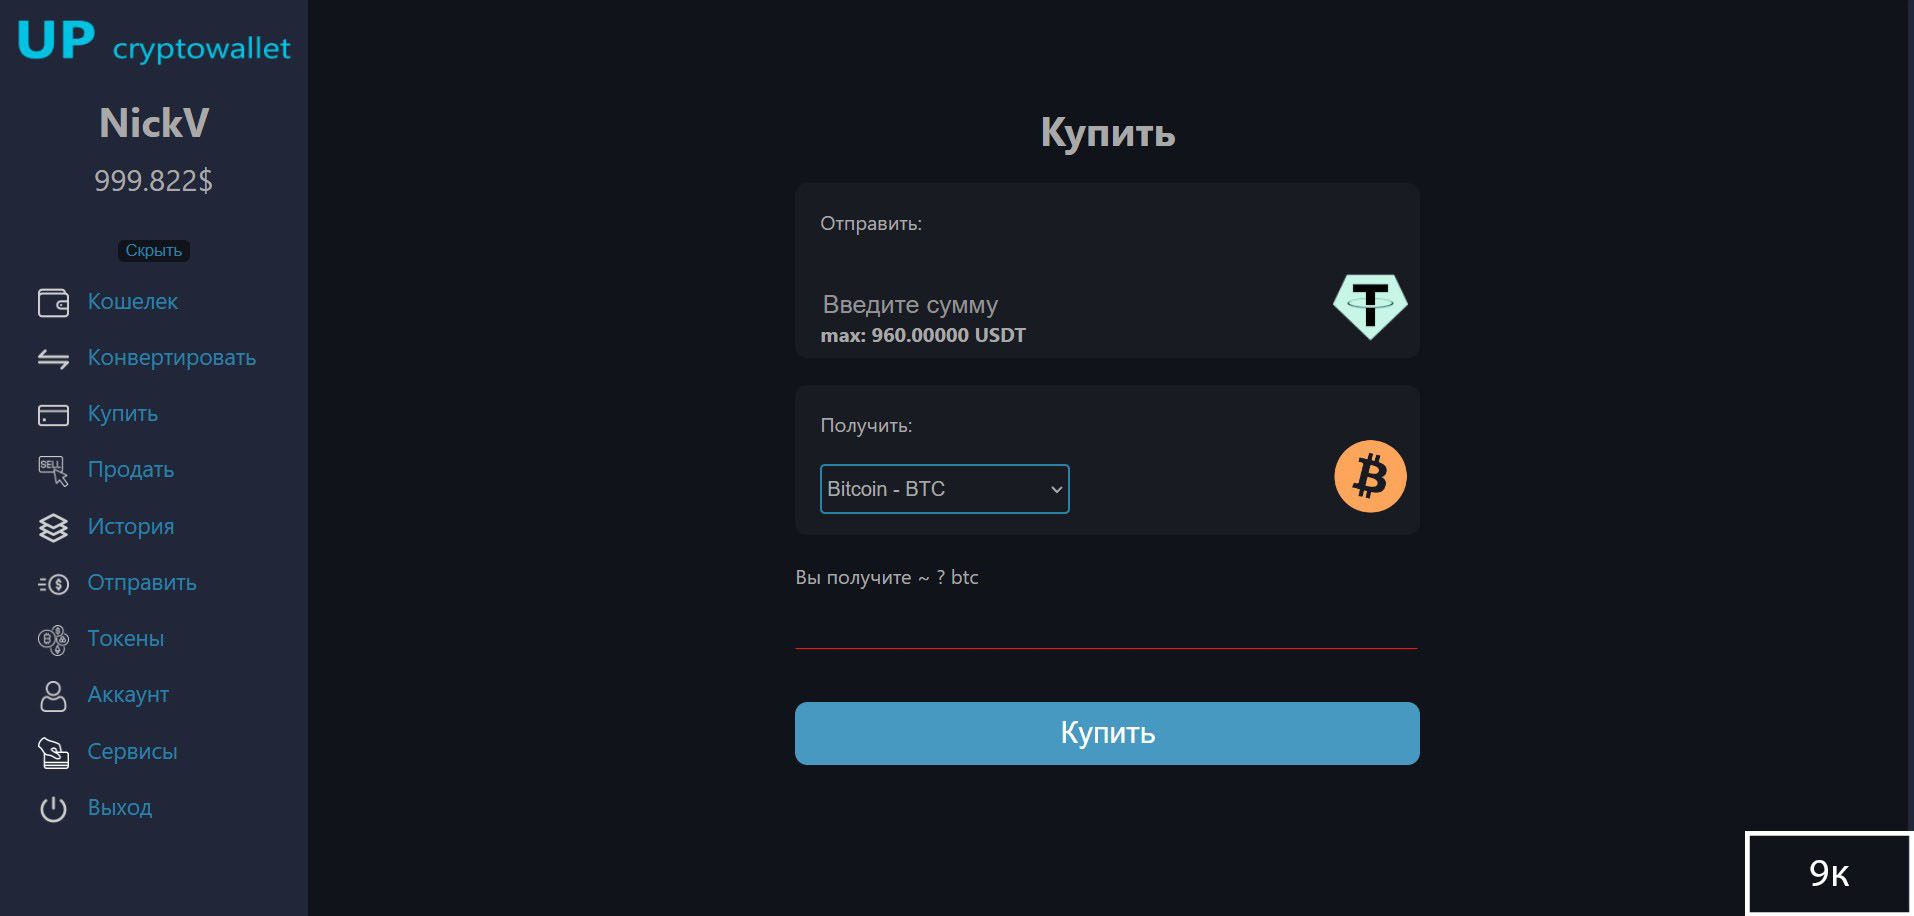 UP cryptowallet
NickV
999.822$
Скрыть
Кошелек
Конвертировать
Купить
SELL
Продать
История
Отправить
Токены
Аккаунт
Сервисы
Выход
Купить
Отправить:
Введите сумму
max: 960.00000 USDT
Получить:
Bitcoin - BTC
Вы получите ~ ? btc
Купить
9к